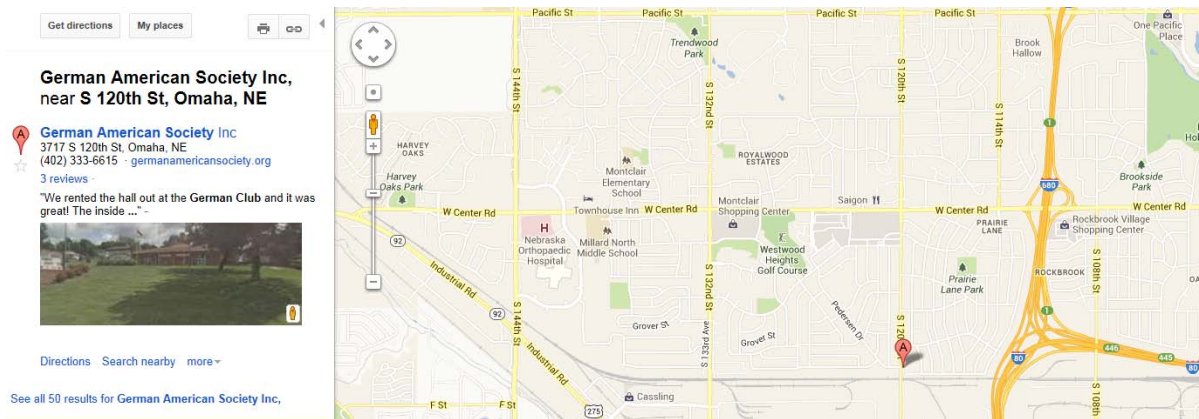 Get directions
My places
German American Society Inc,
near S 120th St, Omaha, NE
A
German American Society Inc
3717 S 120th St, Omaha, NE
(402) 333-6615 · germanamericansociety.org
3 reviews ·
"We rented the hall out at the German Club and it was
great! The inside ..." -
Directions Search nearby more
See all 50 results for German American Society Inc,
Pacific St
Pacific St
Pacific St
Pacific St
One Pacific
Place
Trendwood
Park
Brook
Hallow
S 144th St
S 132nd St
S 120th St
S 114th St
1
HARVEY
OAKS
Harvey
Oaks Park
Montclair
Elementary
School
ROYALWOOD
ESTATES
Brookside
Park
680
Townhouse Inn
Montclair
Shopping Center
Saigon
W Center Rd
W Center Rd
W Center Rd
W Center Rd
PRAIRIE
LANE
Rockbrook Village
Shopping Center
H
Nebraska
Orthopaedic
Hospital
Millard North
Middle School
Westwood
Heights
Golf Course
92
Industrial Rd
Prairie
Lane Park
ROCKBROOK
S 108th St
S 132nd St
S 144th St
92
Grover St
S 133rd Ave
Grover St
Pedersen Dr
S 120th St
A
1
80
446
445
80
Industrial Rd
Cassling
275
F St
F St
S 108th St